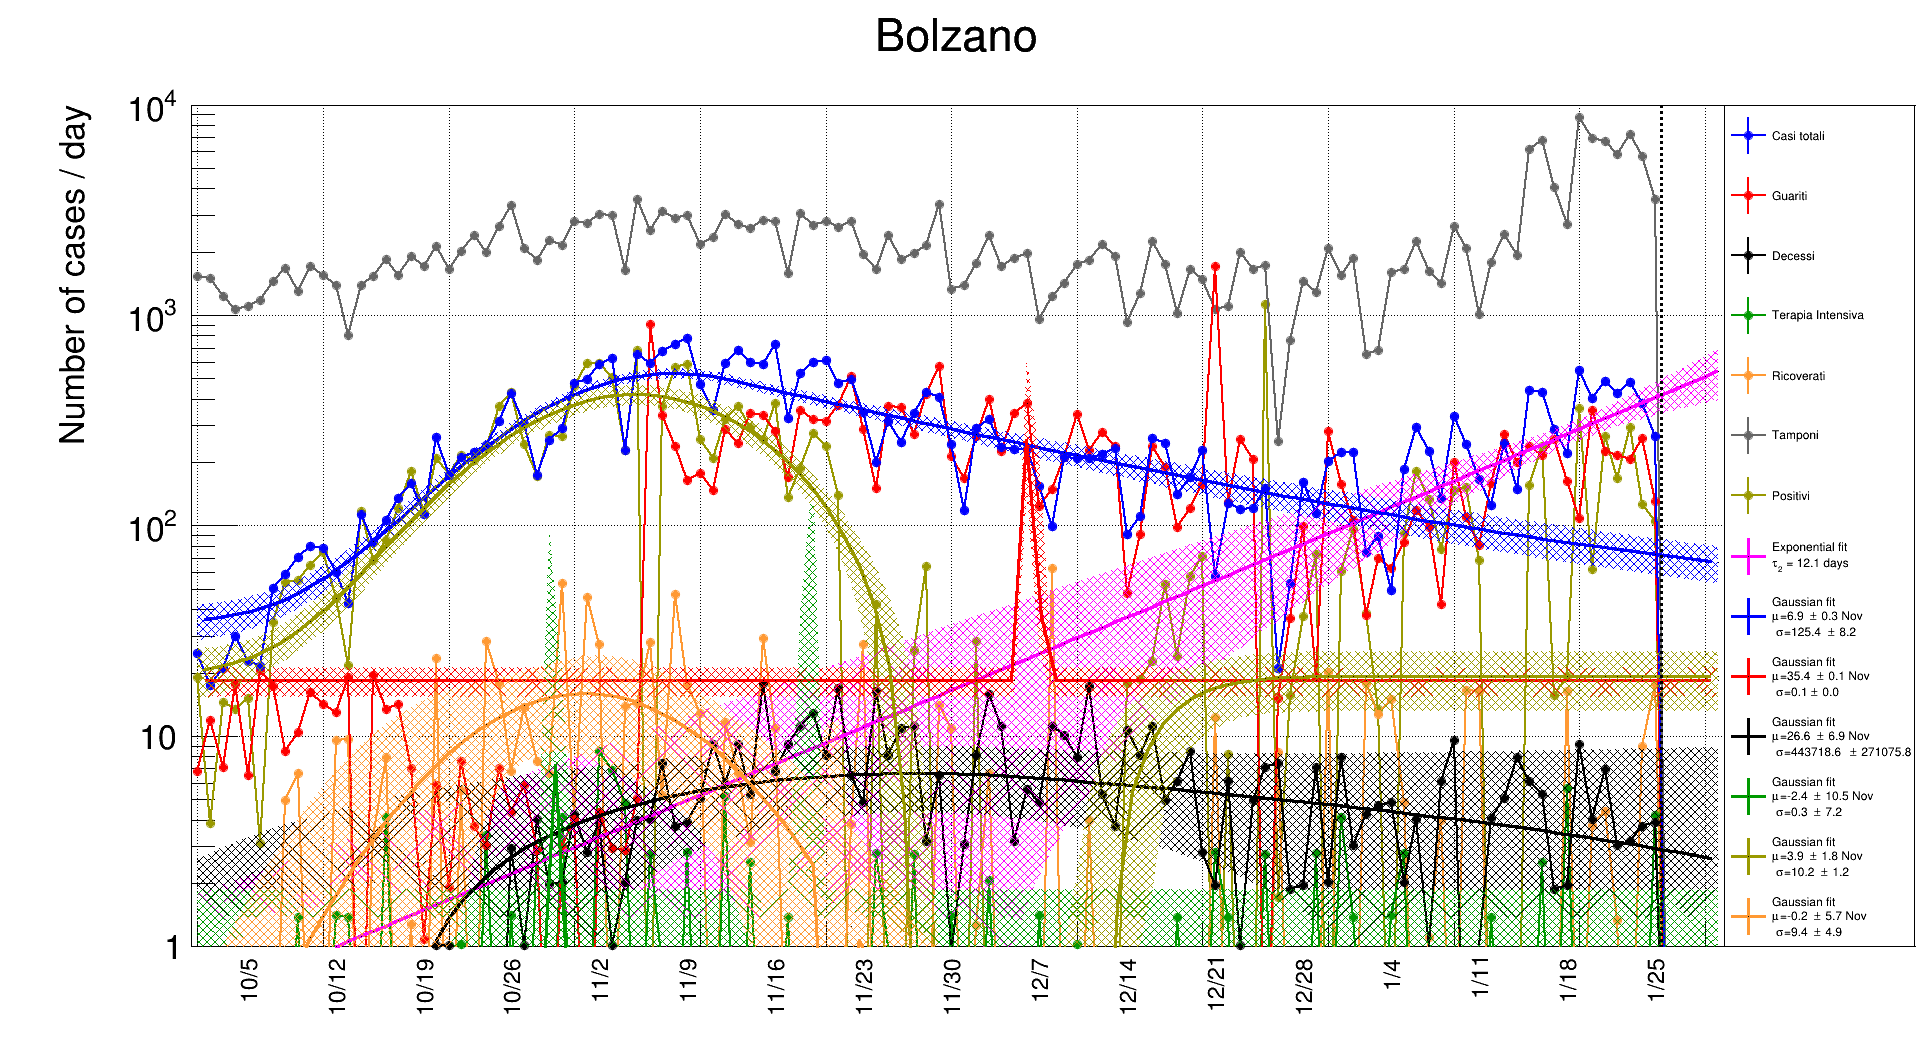 Bolzano
Number of cases / day
10^4
10^3
10^2
10
1
10/5
10/12
10/19
10/26
11/2
11/9
11/16
11/23
11/30
12/7
12/14
12/21
12/28
1/4
1/11
1/18
1/25
Casi totali
Guariti
Decessi
Terapia Intensiva
Ricoverati
Tamponi
Positivi
Exponential fit
τ₂ = 12.1 days
Gaussian fit
μ=6.9 ± 0.3 Nov
σ=125.4 ± 8.2
Gaussian fit
μ=35.4 ± 0.1 Nov
σ=0.1 ± 0.0
Gaussian fit
μ=26.6 ± 6.9 Nov
σ=443718.6 ± 271075.8
Gaussian fit
μ=-2.4 ± 10.5 Nov
σ=0.3 ± 7.2
Gaussian fit
μ=3.9 ± 1.8 Nov
σ=10.2 ± 1.2
Gaussian fit
μ=-0.2 ± 5.7 Nov
σ=9.4 ± 4.9